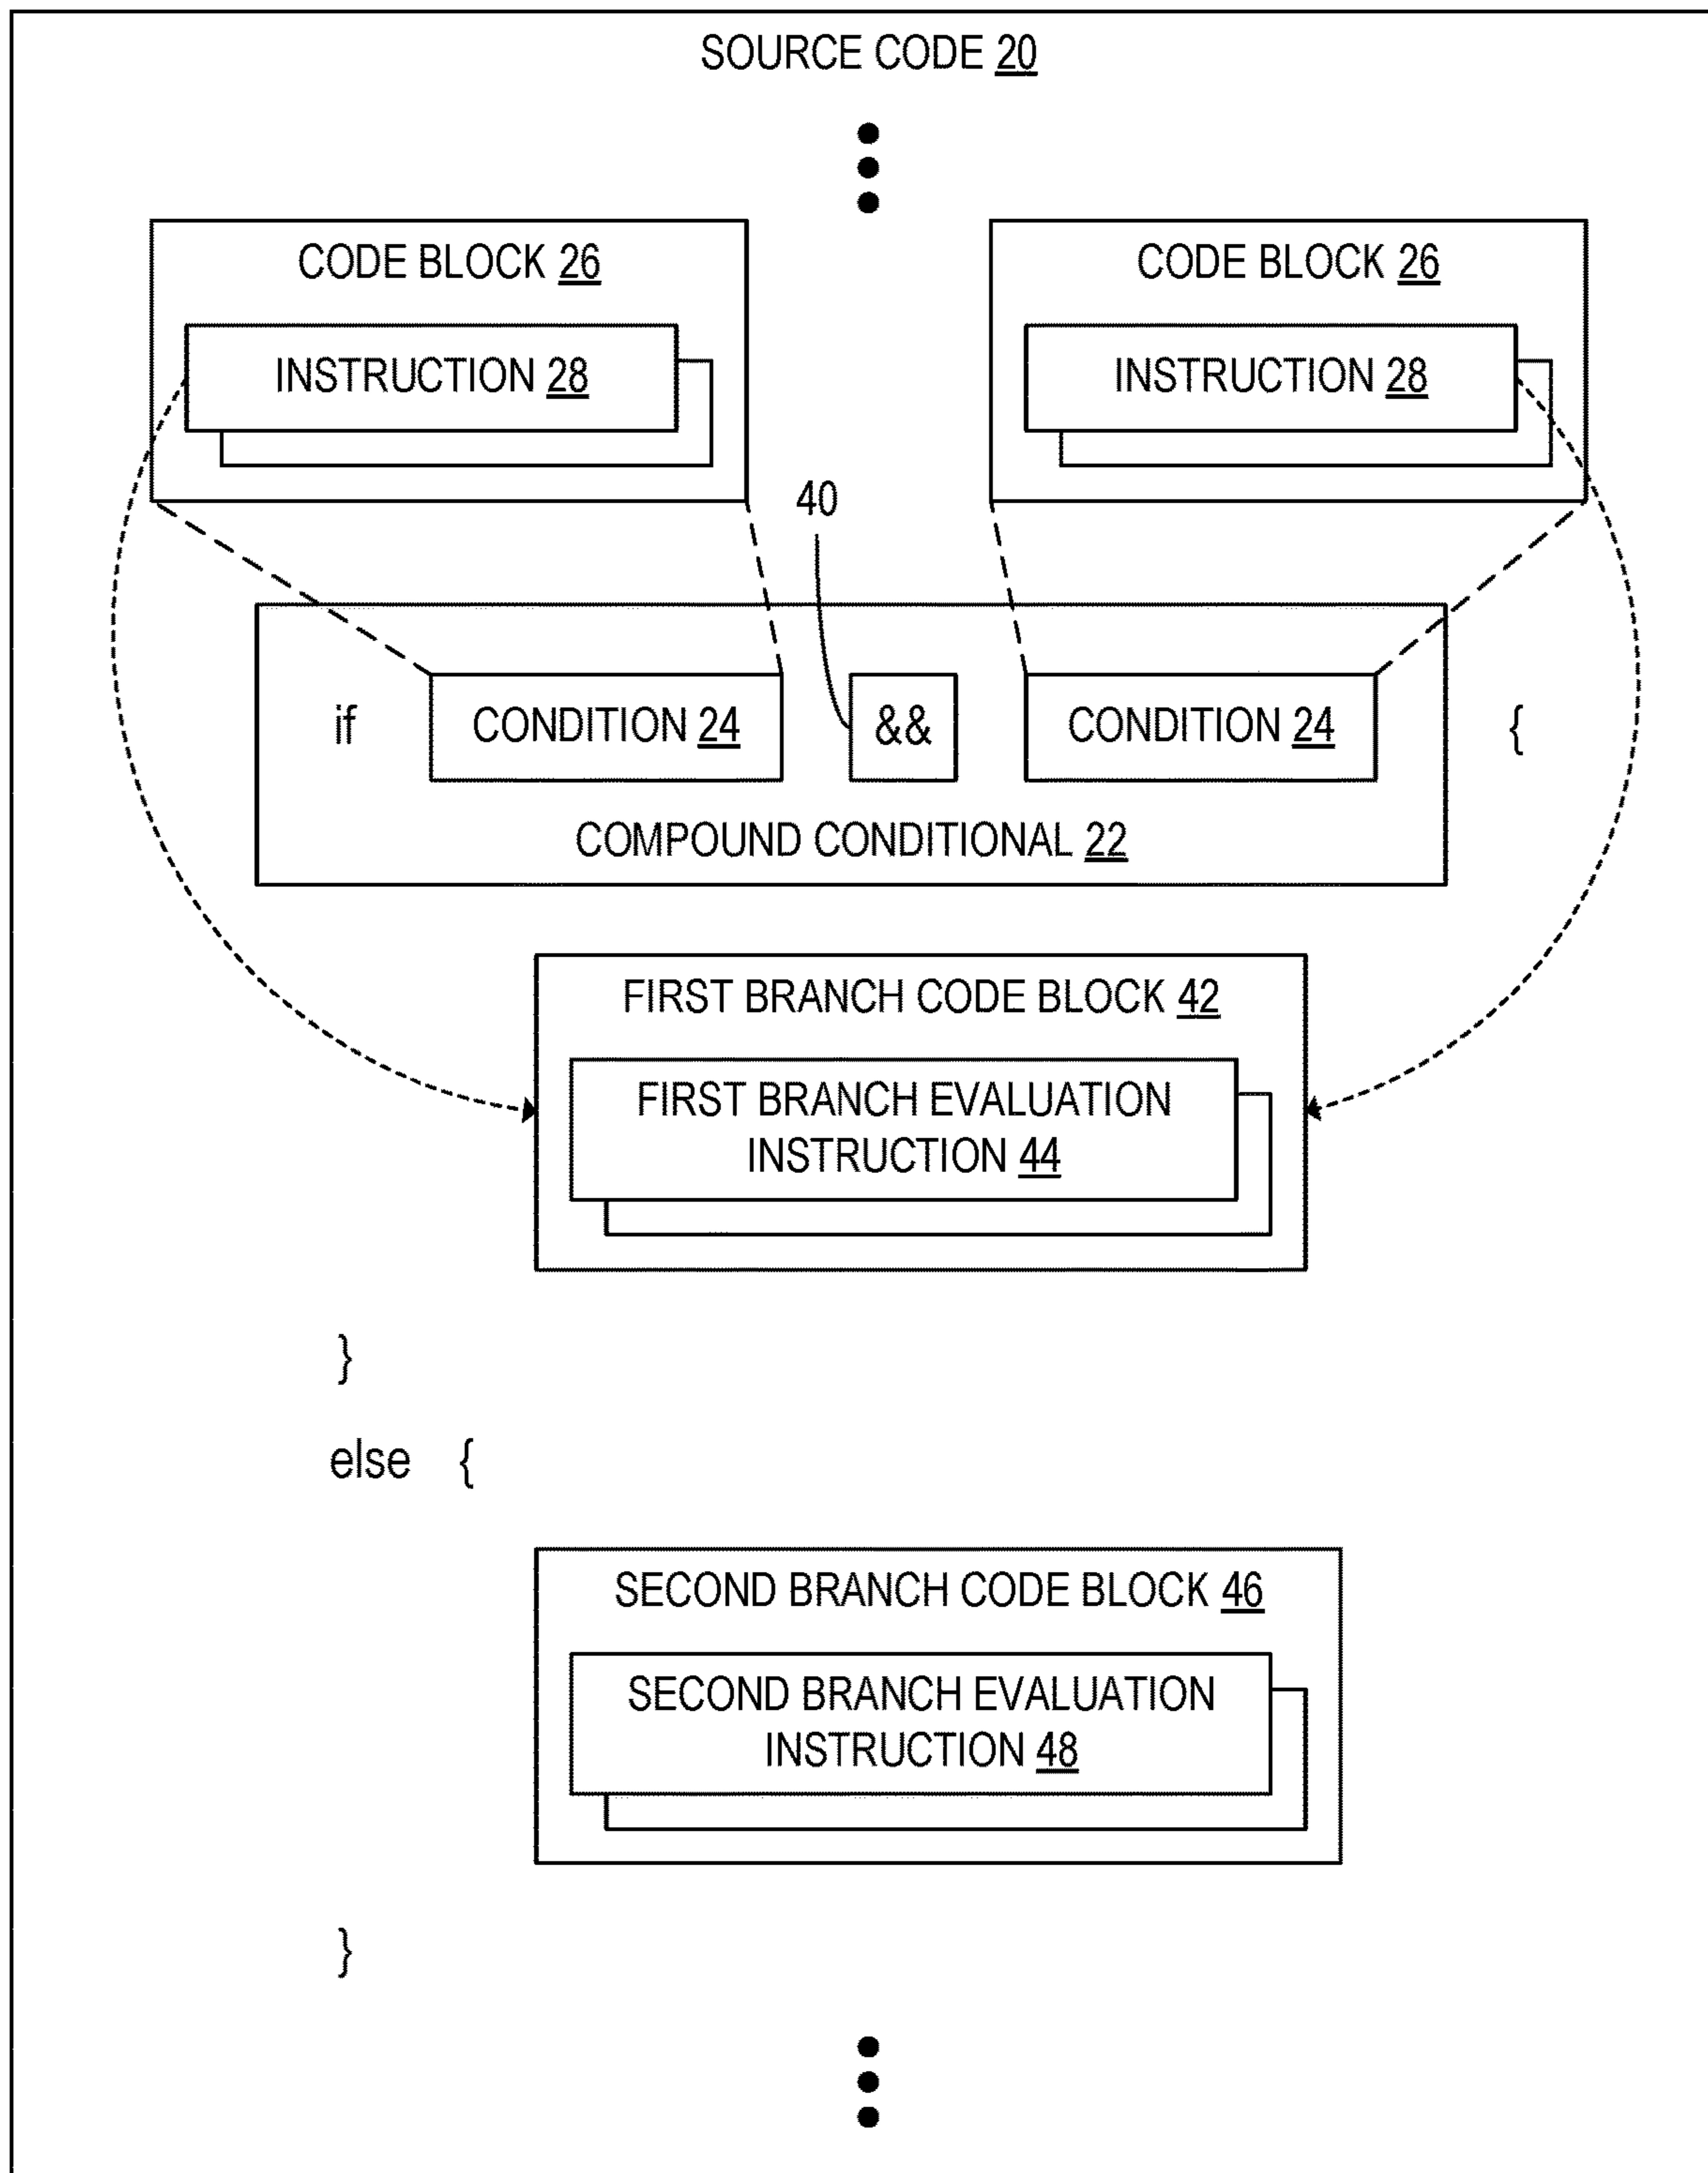 SOURCE CODE 20
CODE BLOCK 26
CODE BLOCK 26
INSTRUCTION 28
INSTRUCTION 28
40
if CONDITION 24 && CONDITION 24 {
COMPOUND CONDITIONAL 22
FIRST BRANCH CODE BLOCK 42
FIRST BRANCH EVALUATION
INSTRUCTION 44
}
else {
SECOND BRANCH CODE BLOCK 46
SECOND BRANCH EVALUATION
INSTRUCTION 48
}